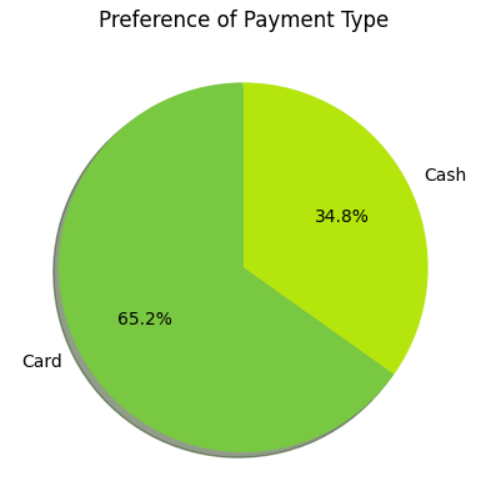 Preference of Payment Type
Cash
34.8%
65.2%
Card